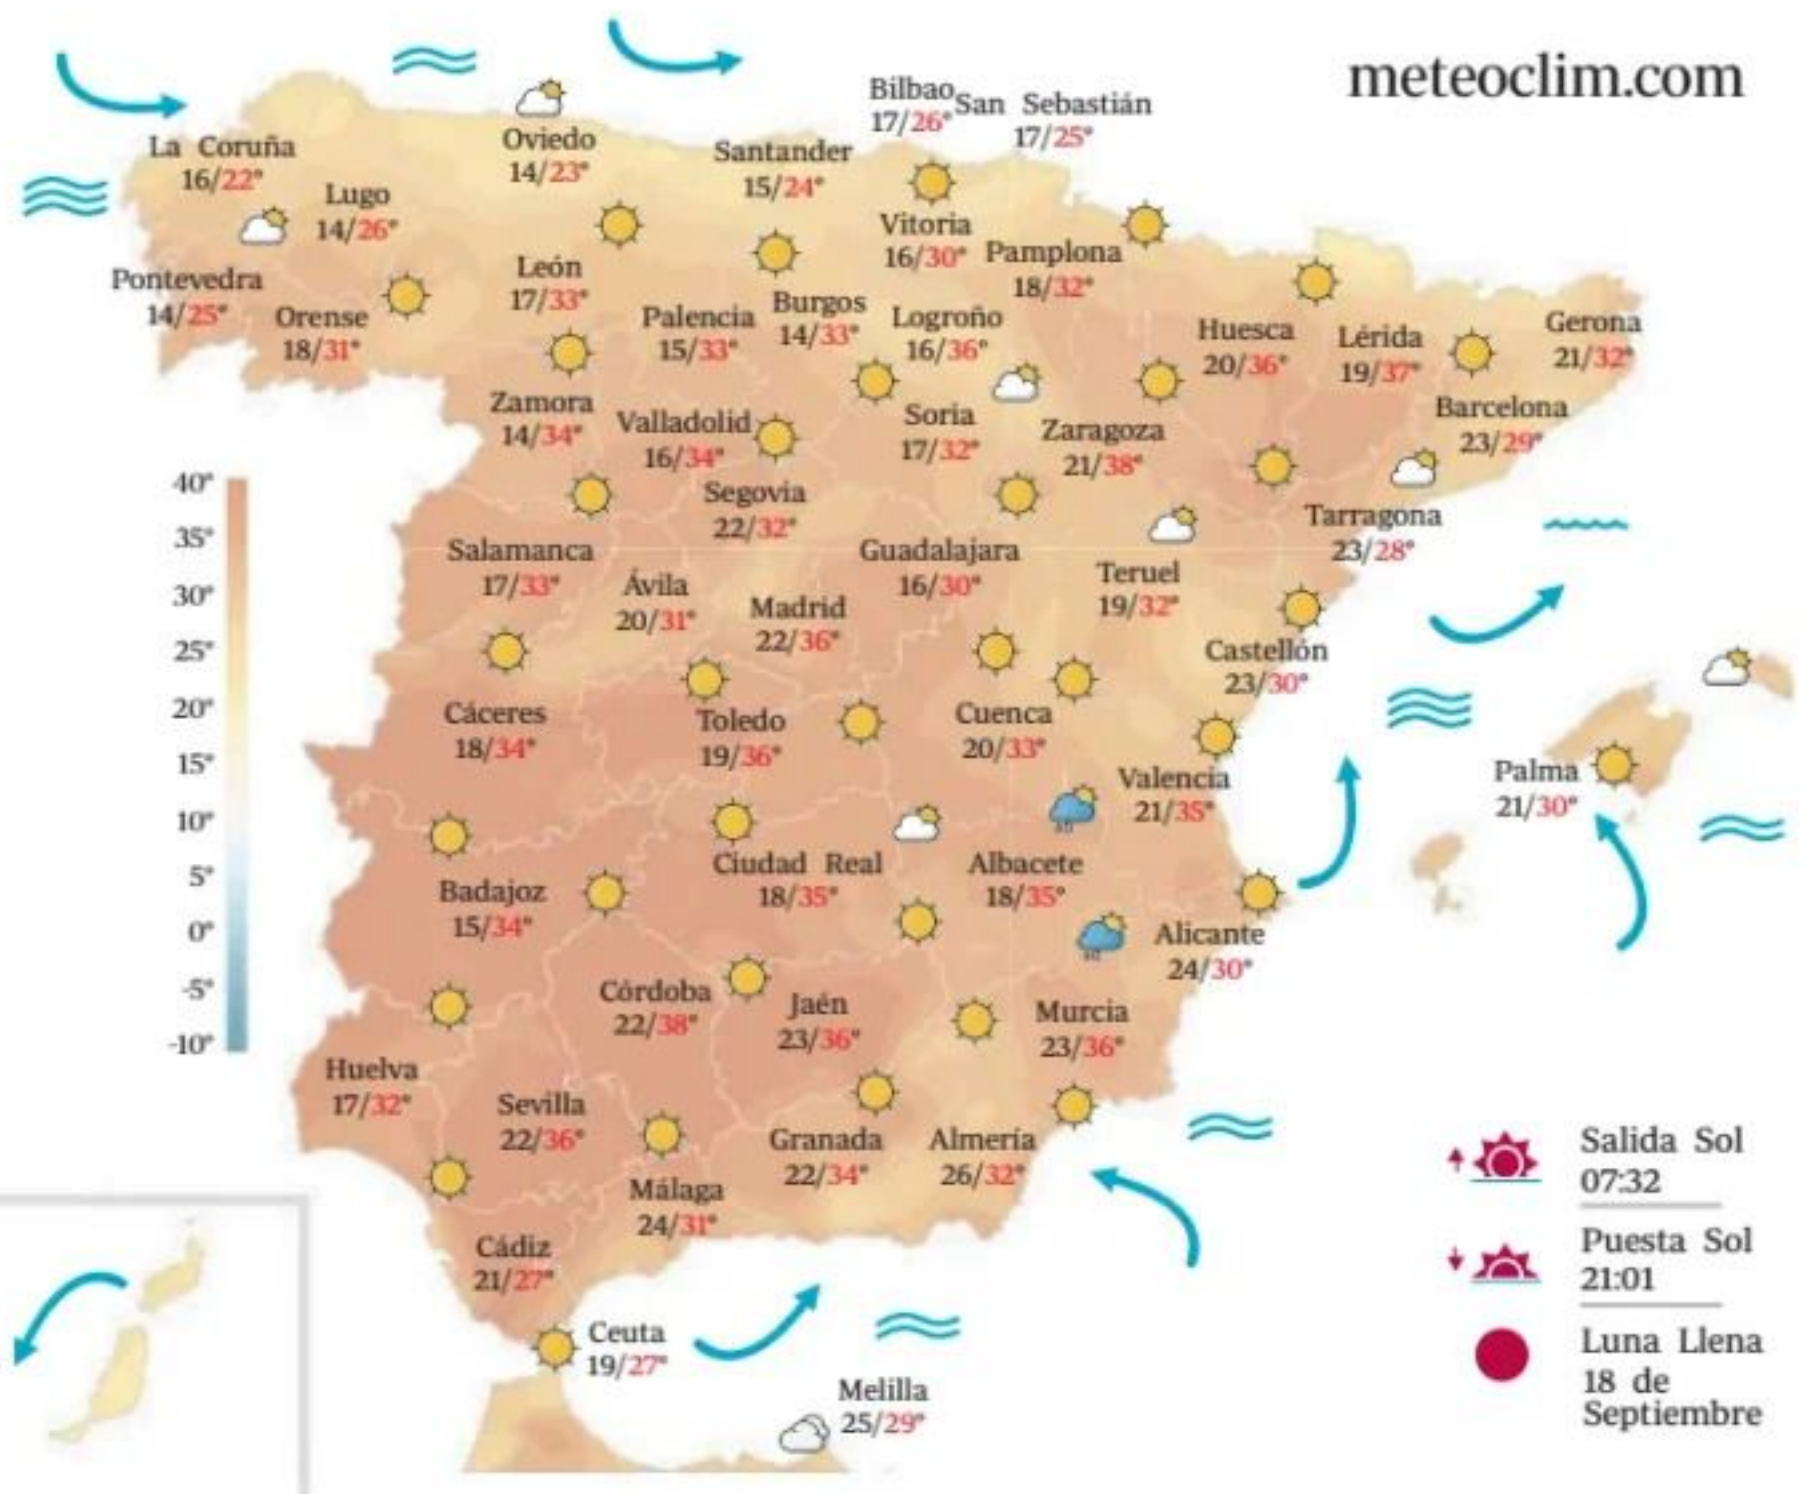 meteoclim.com
Bilbao
17/26°
San Sebastián
17/25°
La Coruña
16/22°
Oviedo
14/23°
Santander
15/24°
Lugo
14/26°
Vitoria
16/30°
Pamplona
18/32°
Pontevedra
14/25°
León
17/33°
Orense
18/31°
Palencia
15/33°
Burgos
14/33°
Logroño
16/36°
Huesca
20/36°
Lérida
19/37°
Gerona
21/32°
Zamora
14/34°
Valladolid
16/34°
Soria
17/32°
Zaragoza
21/38°
Barcelona
23/29°
Segovia
22/32°
Tarragona
23/28°
Salamanca
17/33°
Ávila
20/31°
Madrid
22/36°
Guadalajara
16/30°
Teruel
19/32°
Castellón
23/30°
Cáceres
18/34°
Toledo
19/36°
Cuenca
20/33°
Valencia
21/35°
Palma
21/30°
Badajoz
15/34°
Ciudad Real
18/35°
Albacete
18/35°
Alicante
24/30°
Córdoba
22/38°
Jaén
23/36°
Murcia
23/36°
Huelva
17/32°
Sevilla
22/36°
Granada
22/34°
Almería
26/32°
Málaga
24/31°
Cádiz
21/27°
Ceuta
19/27°
Melilla
25/29°
40°
35°
30°
25°
20°
15°
10°
5°
0°
-5°
-10°
Salida Sol
07:32
Puesta Sol
21:01
Luna Llena
18 de
Septiembre